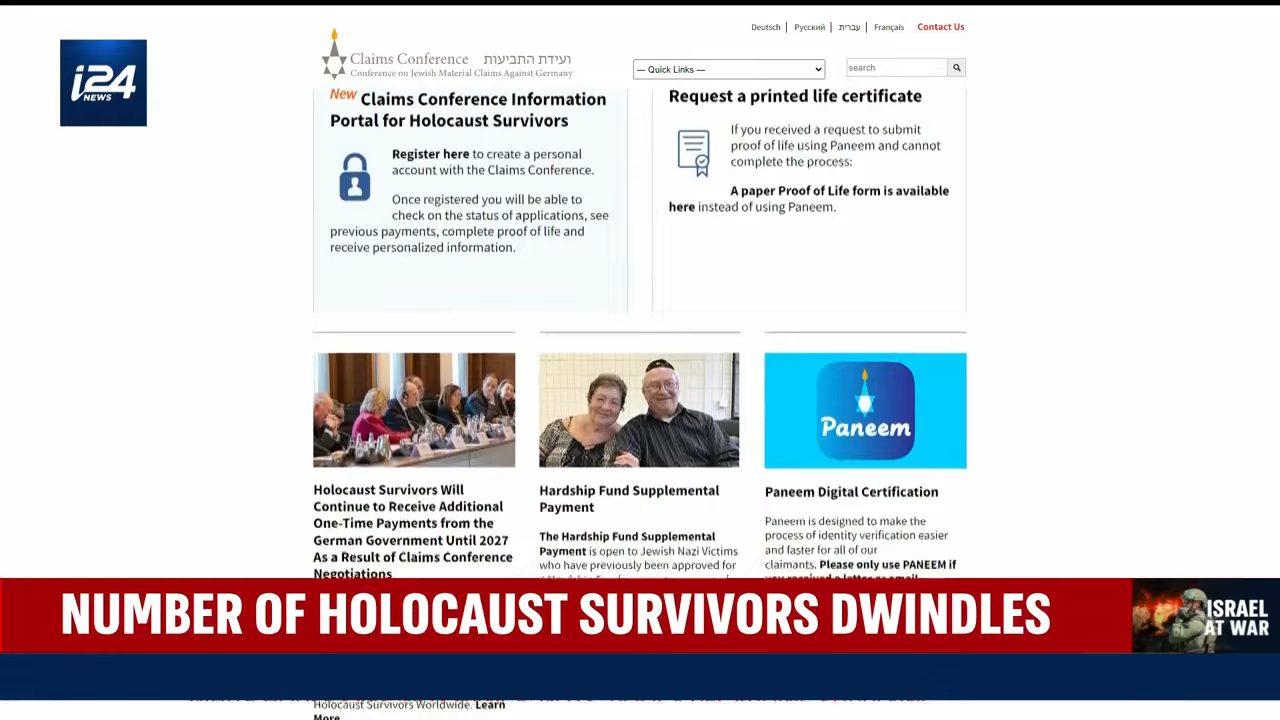 Deutsch | Русский | עברית | Français Contact Us
i24
NEWS
Claims Conference ועידת התביעות
Conference on Jewish Material Claims Against Germany
— Quick Links —
search
New Claims Conference Information
Portal for Holocaust Survivors
Register here to create a personal
account with the Claims Conference.
Once registered you will be able to
check on the status of applications, see
previous payments, complete proof of life and
receive personalized information.
Request a printed life certificate
If you received a request to submit
proof of life using Paneem and cannot
complete the process:
A paper Proof of Life form is available
here instead of using Paneem.
Paneem
Holocaust Survivors Will
Continue to Receive Additional
One-Time Payments from the
German Government Until 2027
As a Result of Claims Conference
Negotiations
Hardship Fund Supplemental
Payment
The Hardship Fund Supplemental
Payment is open to Jewish Nazi Victims
who have previously been approved for
Paneem Digital Certification
Paneem is designed to make the
process of identity verification easier
and faster for all of our
claimants. Please only use PANEEM if
you received a letter or email
NUMBER OF HOLOCAUST SURVIVORS DWINDLES
ISRAEL
AT WAR
Holocaust Survivors Worldwide. Learn
More